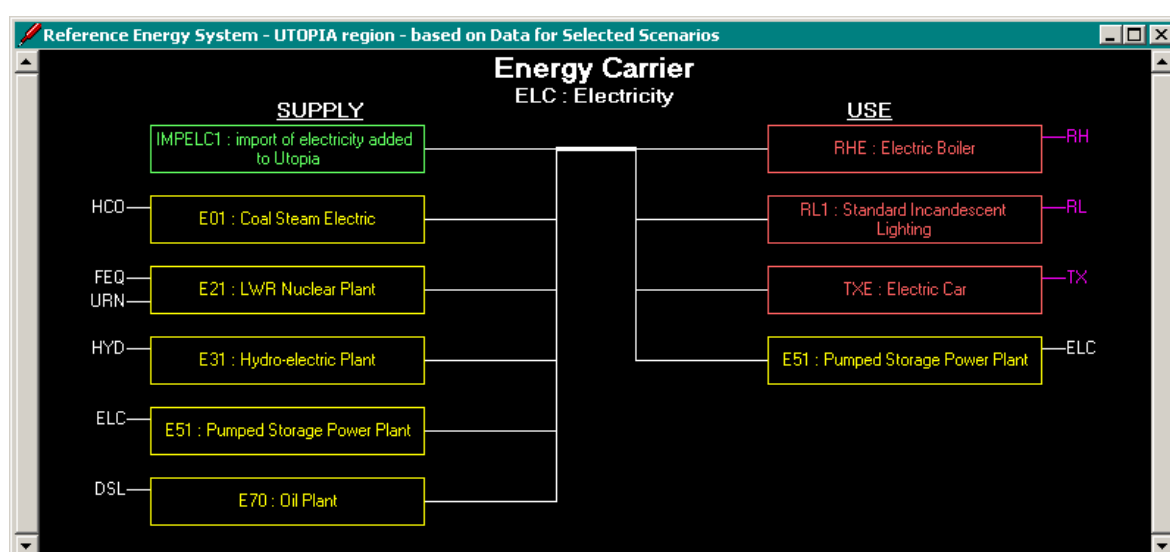 Reference Energy System - UTOPIA region - based on Data for Selected Scenarios
Energy Carrier
ELC : Electricity
SUPPLY
USE
IMPELC1 : import of electricity added
to Utopia
RHE : Electric Boiler
RH
HCO
E01 : Coal Steam Electric
RL1 : Standard Incandescent
Lighting
RL
FEQ
URN
E21 : LWR Nuclear Plant
TXE : Electric Car
TX
HYD
E31 : Hydro-electric Plant
E51 : Pumped Storage Power Plant
ELC
ELC
E51 : Pumped Storage Power Plant
DSL
E70 : Oil Plant